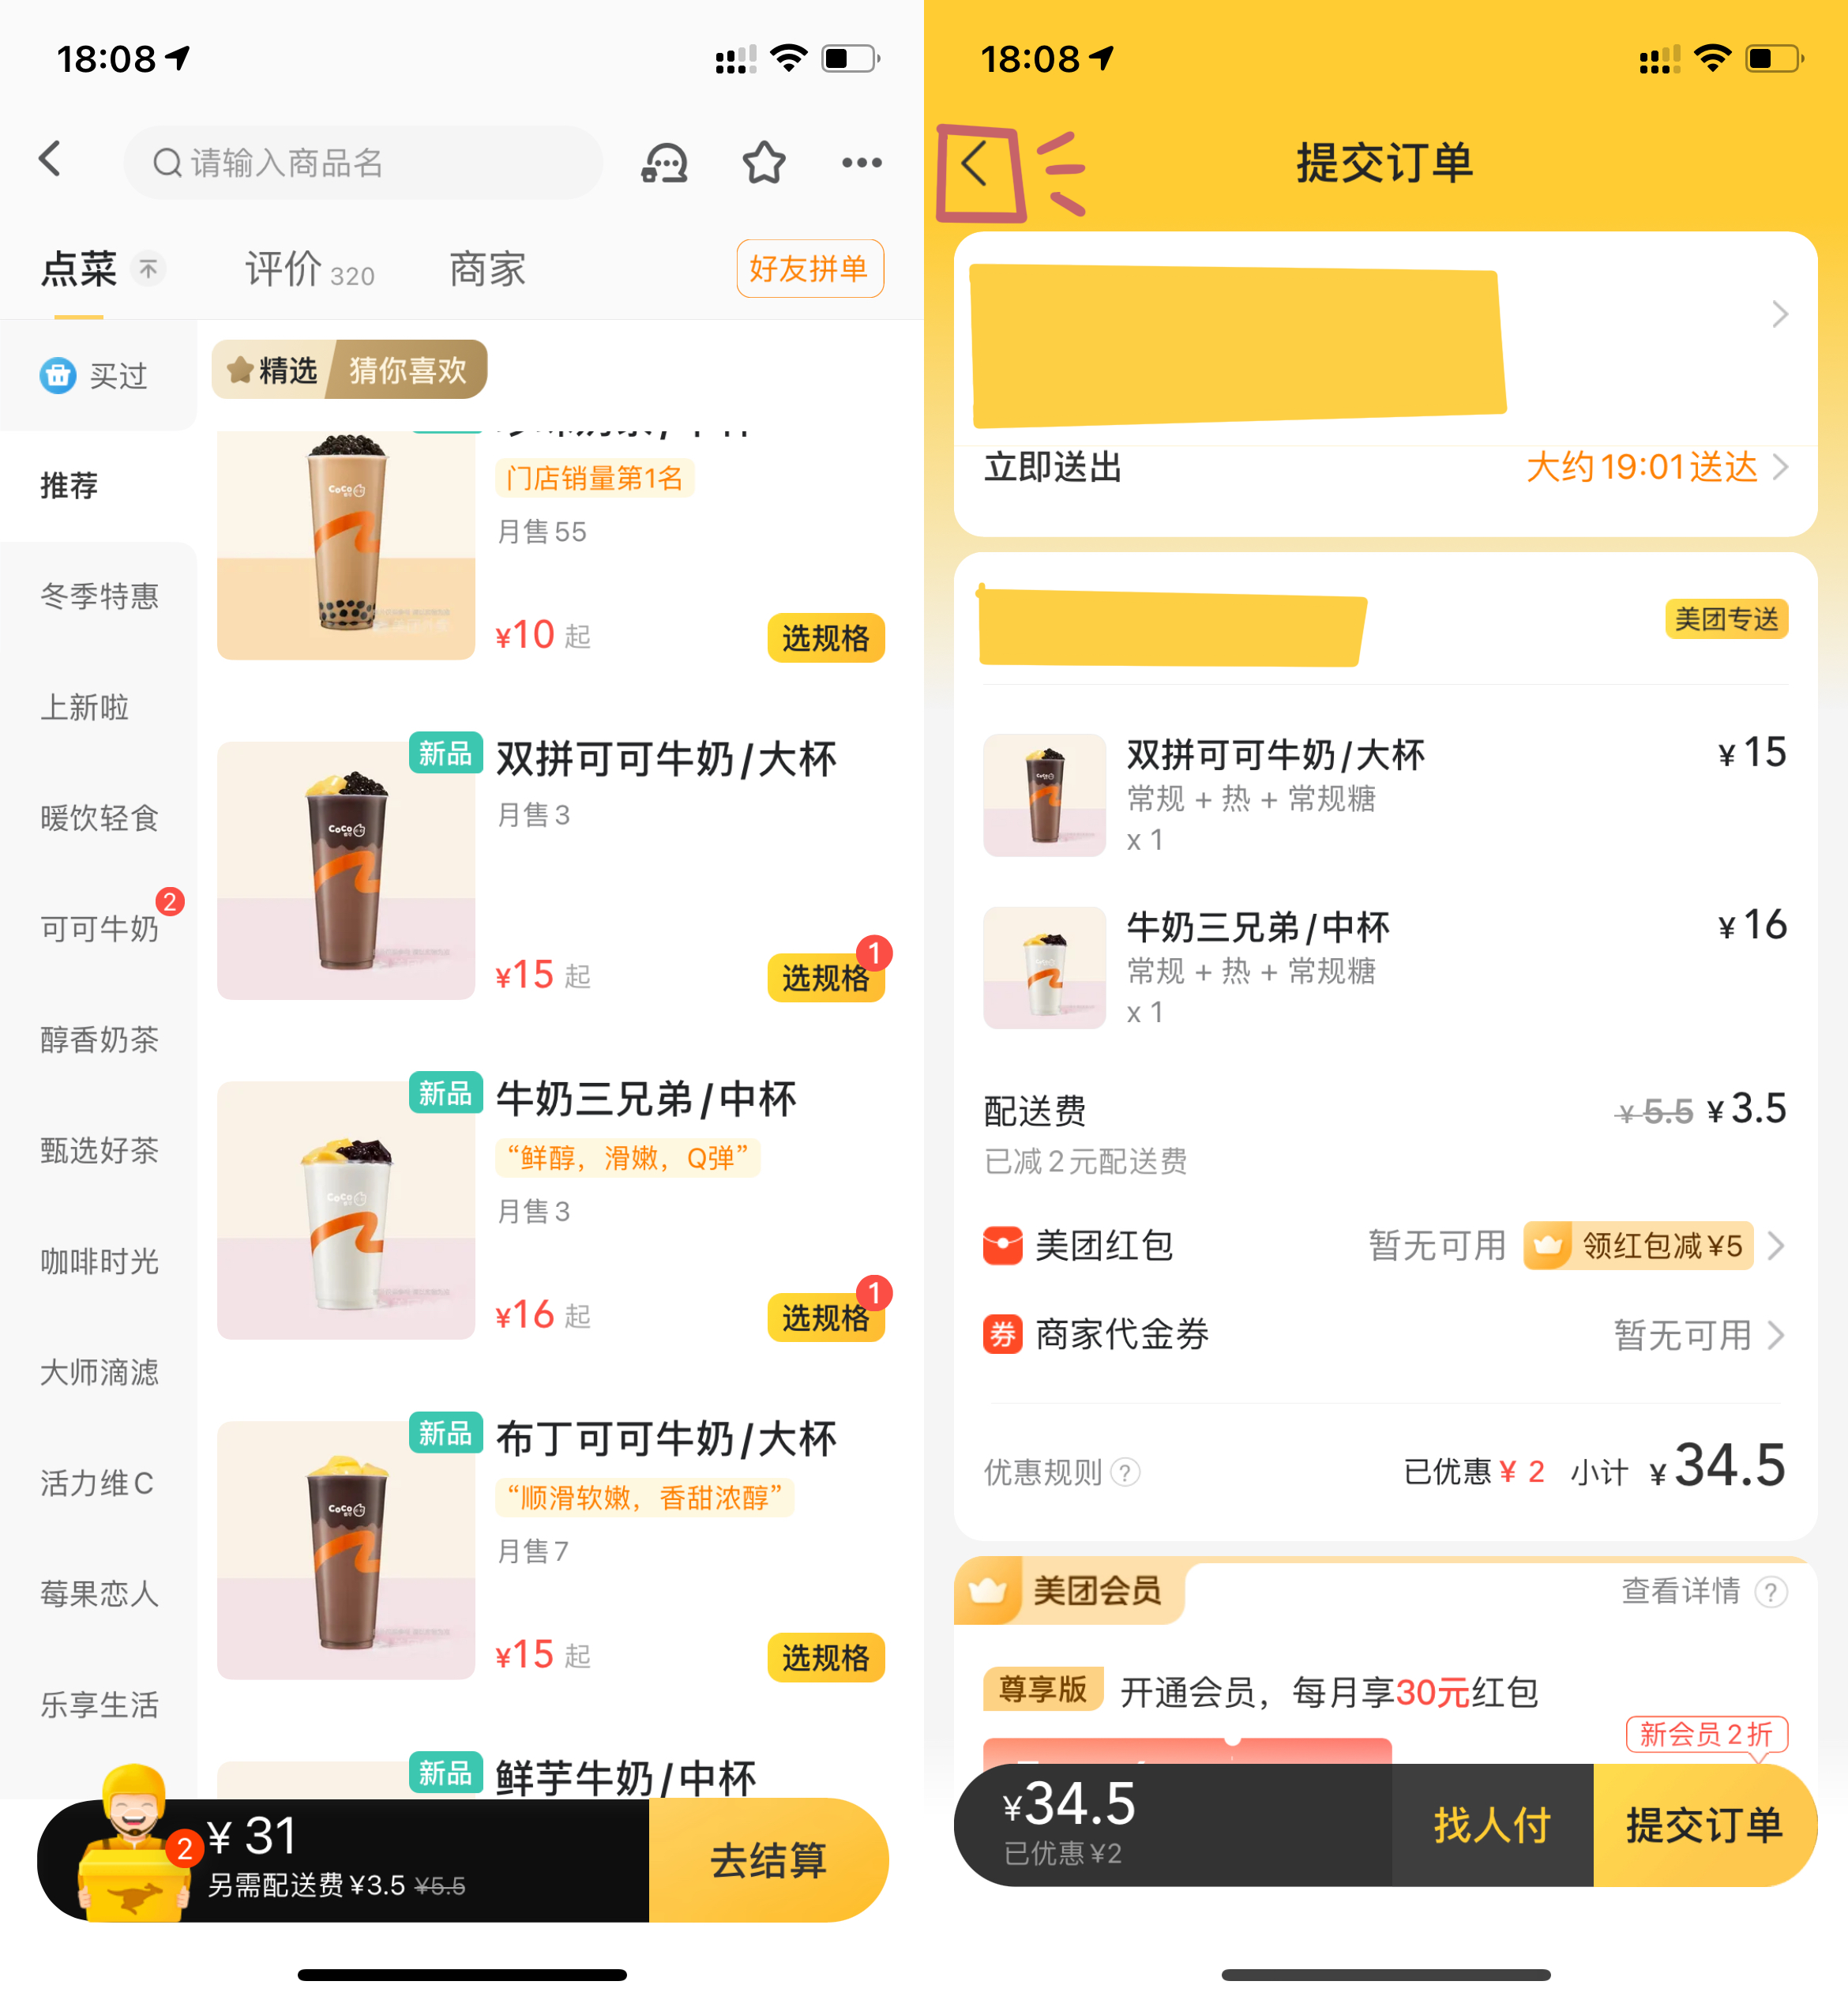 18:08
请输入商品名
点菜
评价 320
商家
好友拼单
买过
推荐
冬季特惠
上新啦
暖饮轻食
可可牛奶
2
醇香奶茶
甄选好茶
咖啡时光
大师滴滤
活力维C
莓果恋人
乐享生活
精选
猜你喜欢
CoCo
门店销量第1名
月售55
¥10 起
选规格
新品
双拼可可牛奶/大杯
月售3
CoCo
¥15 起
选规格
1
新品
牛奶三兄弟/中杯
“鲜醇，滑嫩，Q弹”
月售3
CoCo
¥16 起
选规格
1
新品
布丁可可牛奶/大杯
“顺滑软嫩，香甜浓醇”
月售7
CoCo
¥15 起
选规格
新品
鲜芋牛奶/中杯
2
¥31
另需配送费¥3.5 ¥5.5
去结算
18:08
提交订单
立即送出
大约19:01送达
美团专送
双拼可可牛奶/大杯
¥15
常规 + 热 + 常规糖
x 1
牛奶三兄弟/中杯
¥16
常规 + 热 + 常规糖
x 1
配送费
¥5.5 ¥3.5
已减2元配送费
美团红包
暂无可用
领红包减¥5
券 商家代金券
暂无可用
优惠规则 ?
已优惠¥2 小计 ¥34.5
美团会员
查看详情 ?
尊享版 开通会员，每月享30元红包
新会员2折
¥34.5
已优惠¥2
找人付
提交订单